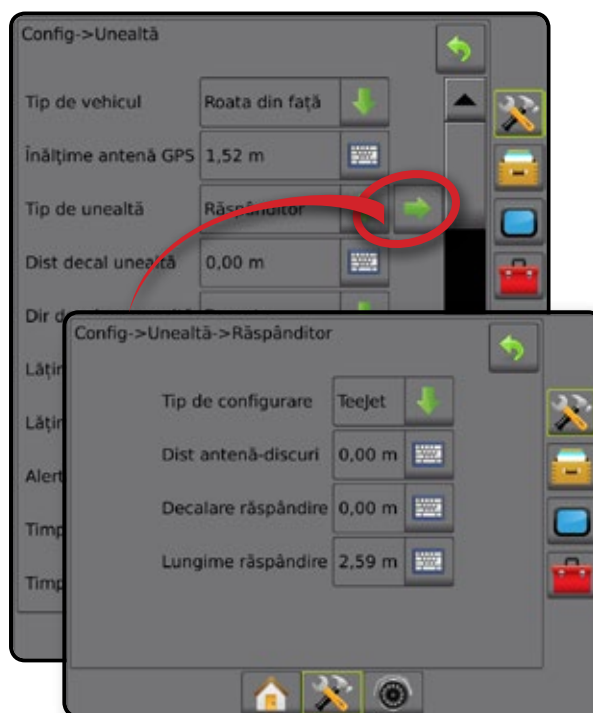 Config->Unealtă
Tip de vehicul Roata din față
Înălțime antenă GPS 1,52 m
Tip de unealtă Răspânditor
Dist decal unealtă 0,00 m
Dir
Config->Unealtă->Răspânditor
Tip de configurare TeeJet
Dist antenă-discuri 0,00 m
Decalare răspândire 0,00 m
Lungime răspândire 2,59 m